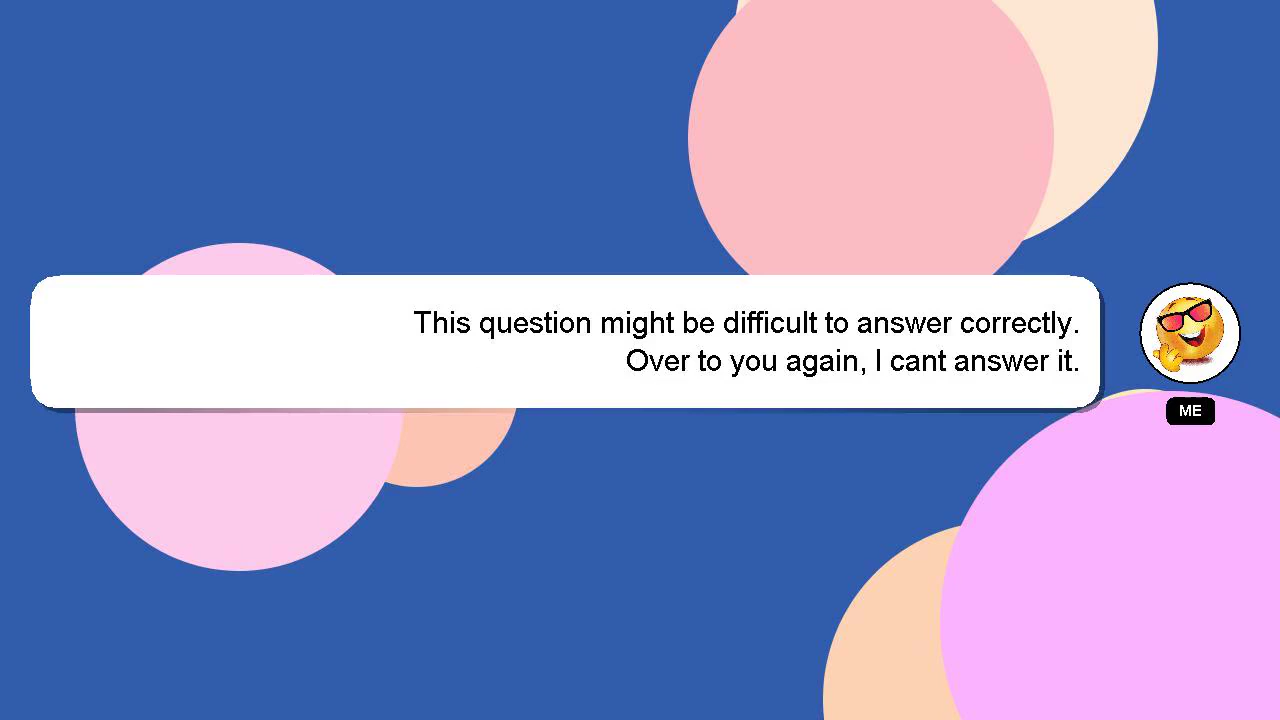 This question might be difficult to answer correctly.
Over to you again, I cant answer it.
ME